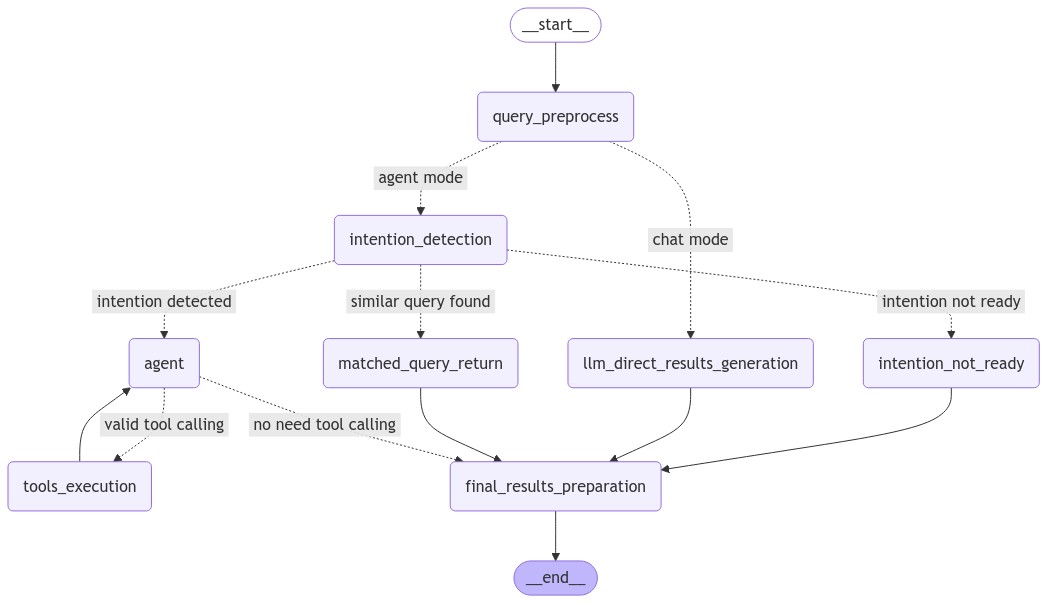 __start__
query_preprocess
agent mode
intention_detection
chat mode
intention detected
similar query found
intention not ready
agent
matched_query_return
llm_direct_results_generation
intention_not_ready
valid tool calling
no need tool calling
tools_execution
final_results_preparation
__end__